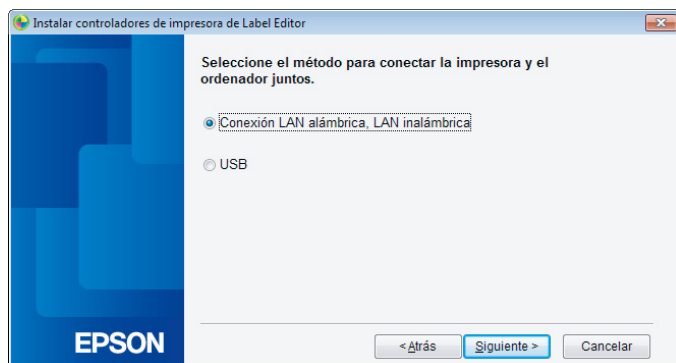 Instalar controladores de impresora de Label Editor
Seleccione el método para conectar la impresora y el
ordenador juntos.
Conexión LAN alámbrica, LAN inalámbrica
USB
EPSON
< Atrás
Siguiente >
Cancelar